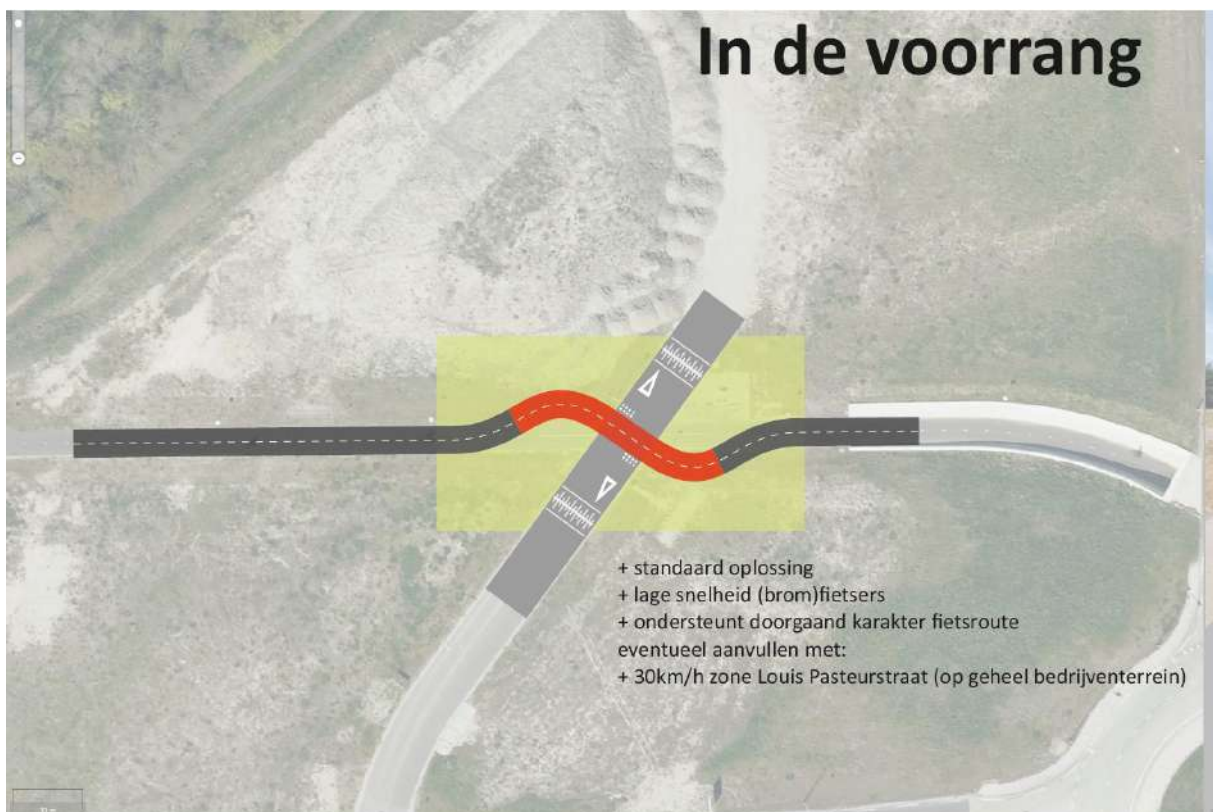 In de voorrang
+ standaard oplossing
+ lage snelheid (brom)fietsers
+ ondersteunt doorgaand karakter fietsroute
eventueel aanvullen met:
+ 30km/h zone Louis Pasteurstraat (op geheel bedrijventerrein)